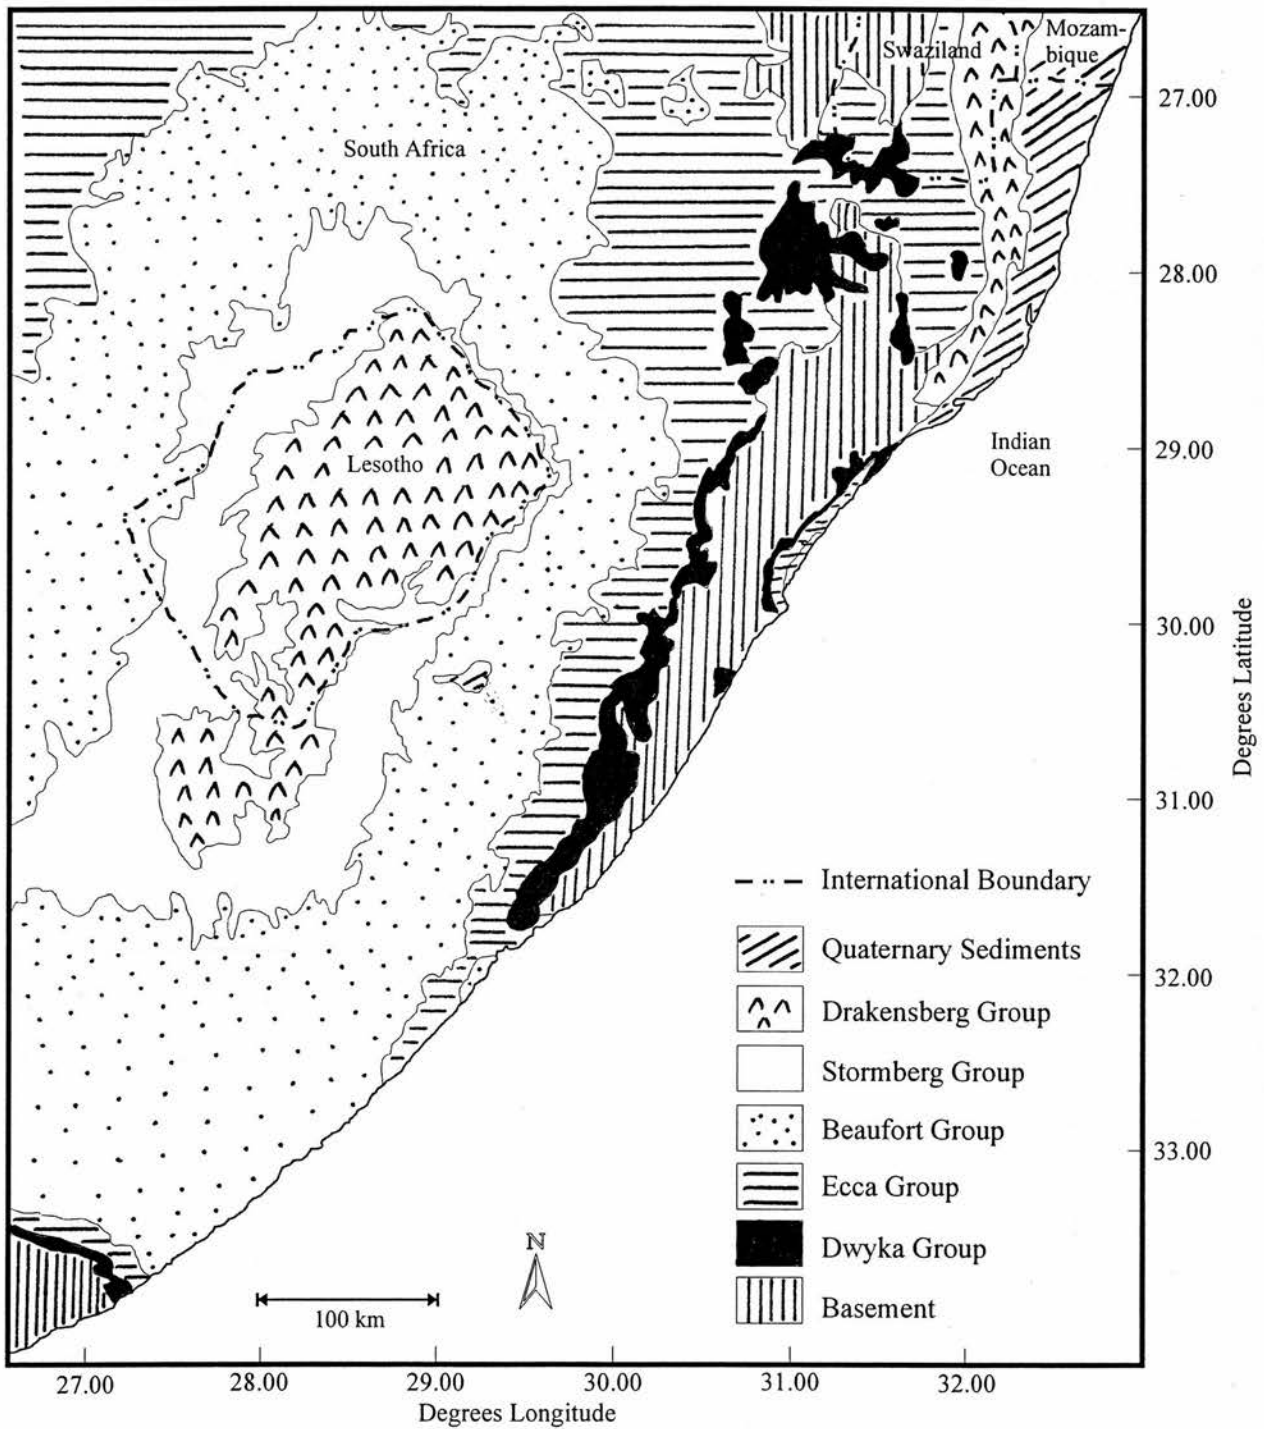 Mozam-
bique
Swaziland
27.00
South Africa
28.00
Lesotho
Indian
Ocean
29.00
30.00
Degrees Latitude
31.00
International Boundary
Quaternary Sediments
32.00
Drakensberg Group
Stormberg Group
Beaufort Group
33.00
Ecca Group
N
Dwyka Group
100 km
Basement
27.00
28.00
29.00
30.00
31.00
32.00
Degrees Longitude